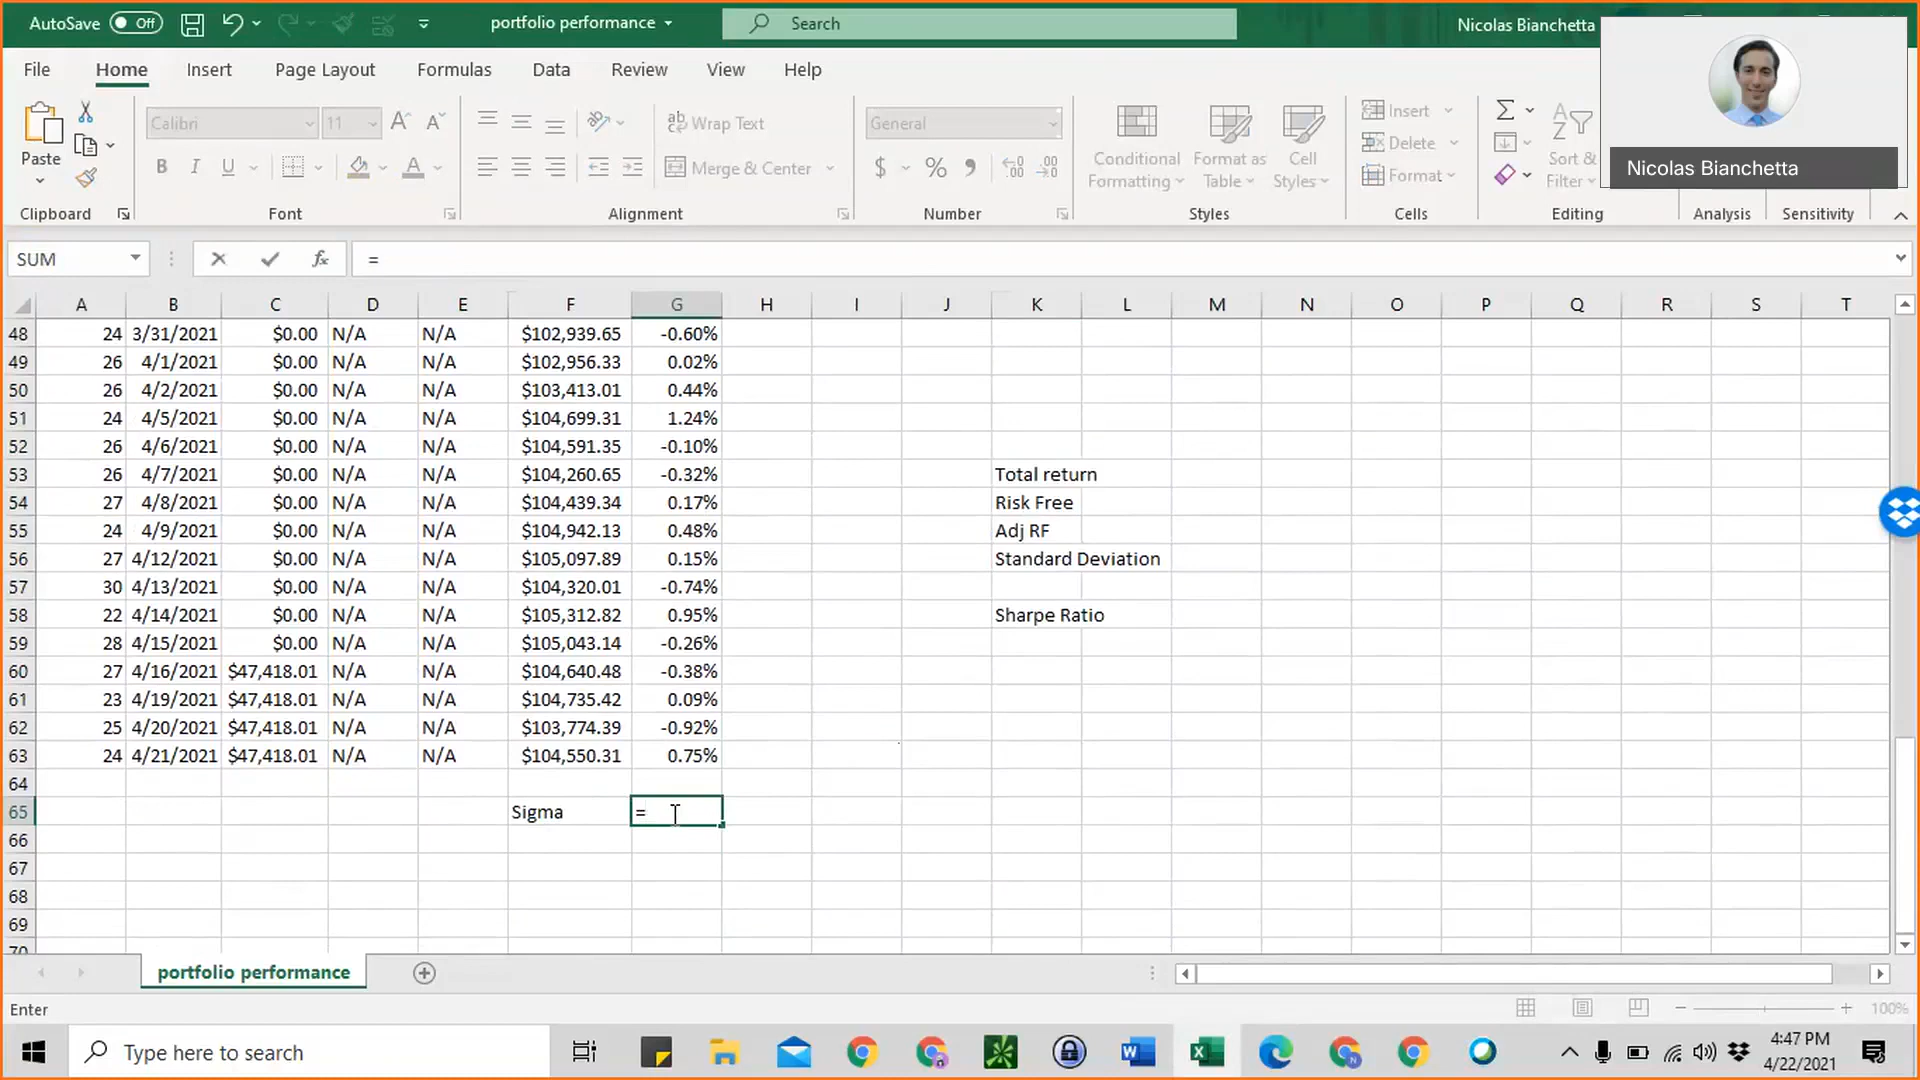 AutoSave Off portfolio performance Search Nicolas Bianchetta
File Home Insert Page Layout Formulas Data Review View Help
Nicolas Bianchetta
Paste Calibri 11 Wrap Text Merge & Center General $ % Conditional Formatting Format as Table Cell Styles Insert Delete Format Sort & Filter
Clipboard Font Alignment Number Styles Cells Editing Analysis Sensitivity
SUM fx =
A B C D E F G H I J K L M N O P Q R S T
48 24 3/31/2021 $0.00 N/A N/A $102,939.65 -0.60%
49 26 4/1/2021 $0.00 N/A N/A $102,956.33 0.02%
50 26 4/2/2021 $0.00 N/A N/A $103,413.01 0.44%
51 24 4/5/2021 $0.00 N/A N/A $104,699.31 1.24%
52 26 4/6/2021 $0.00 N/A N/A $104,591.35 -0.10%
53 26 4/7/2021 $0.00 N/A N/A $104,260.65 -0.32% Total return
54 27 4/8/2021 $0.00 N/A N/A $104,439.34 0.17% Risk Free
55 24 4/9/2021 $0.00 N/A N/A $104,942.13 0.48% Adj RF
56 27 4/12/2021 $0.00 N/A N/A $105,097.89 0.15% Standard Deviation
57 30 4/13/2021 $0.00 N/A N/A $104,320.01 -0.74%
58 22 4/14/2021 $0.00 N/A N/A $105,312.82 0.95% Sharpe Ratio
59 28 4/15/2021 $0.00 N/A N/A $105,043.14 -0.26%
60 27 4/16/2021 $47,418.01 N/A N/A $104,640.48 -0.38%
61 23 4/19/2021 $47,418.01 N/A N/A $104,735.42 0.09%
62 25 4/20/2021 $47,418.01 N/A N/A $103,774.39 -0.92%
63 24 4/21/2021 $47,418.01 N/A N/A $104,550.31 0.75%
64
65 Sigma =
66
67
68
69
70
portfolio performance
Enter 100%
Type here to search 4:47 PM
4/22/2021